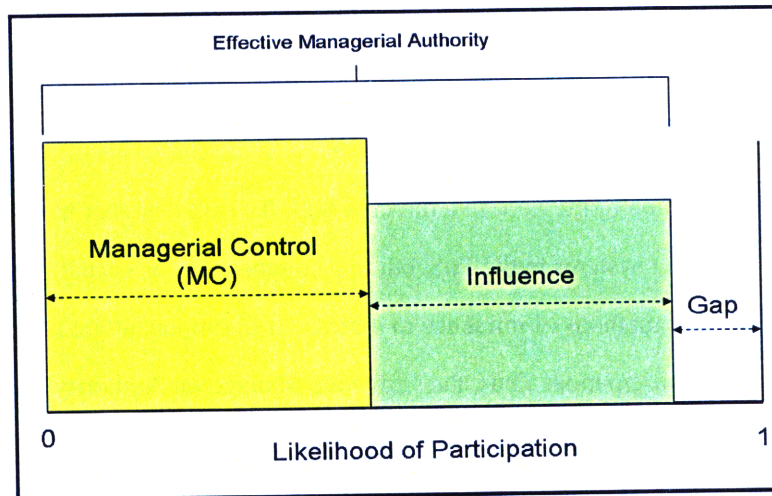 Effective Managerial Authority
Managerial Control
(MC)
Influence
Gap
0
Likelihood of Participation
1